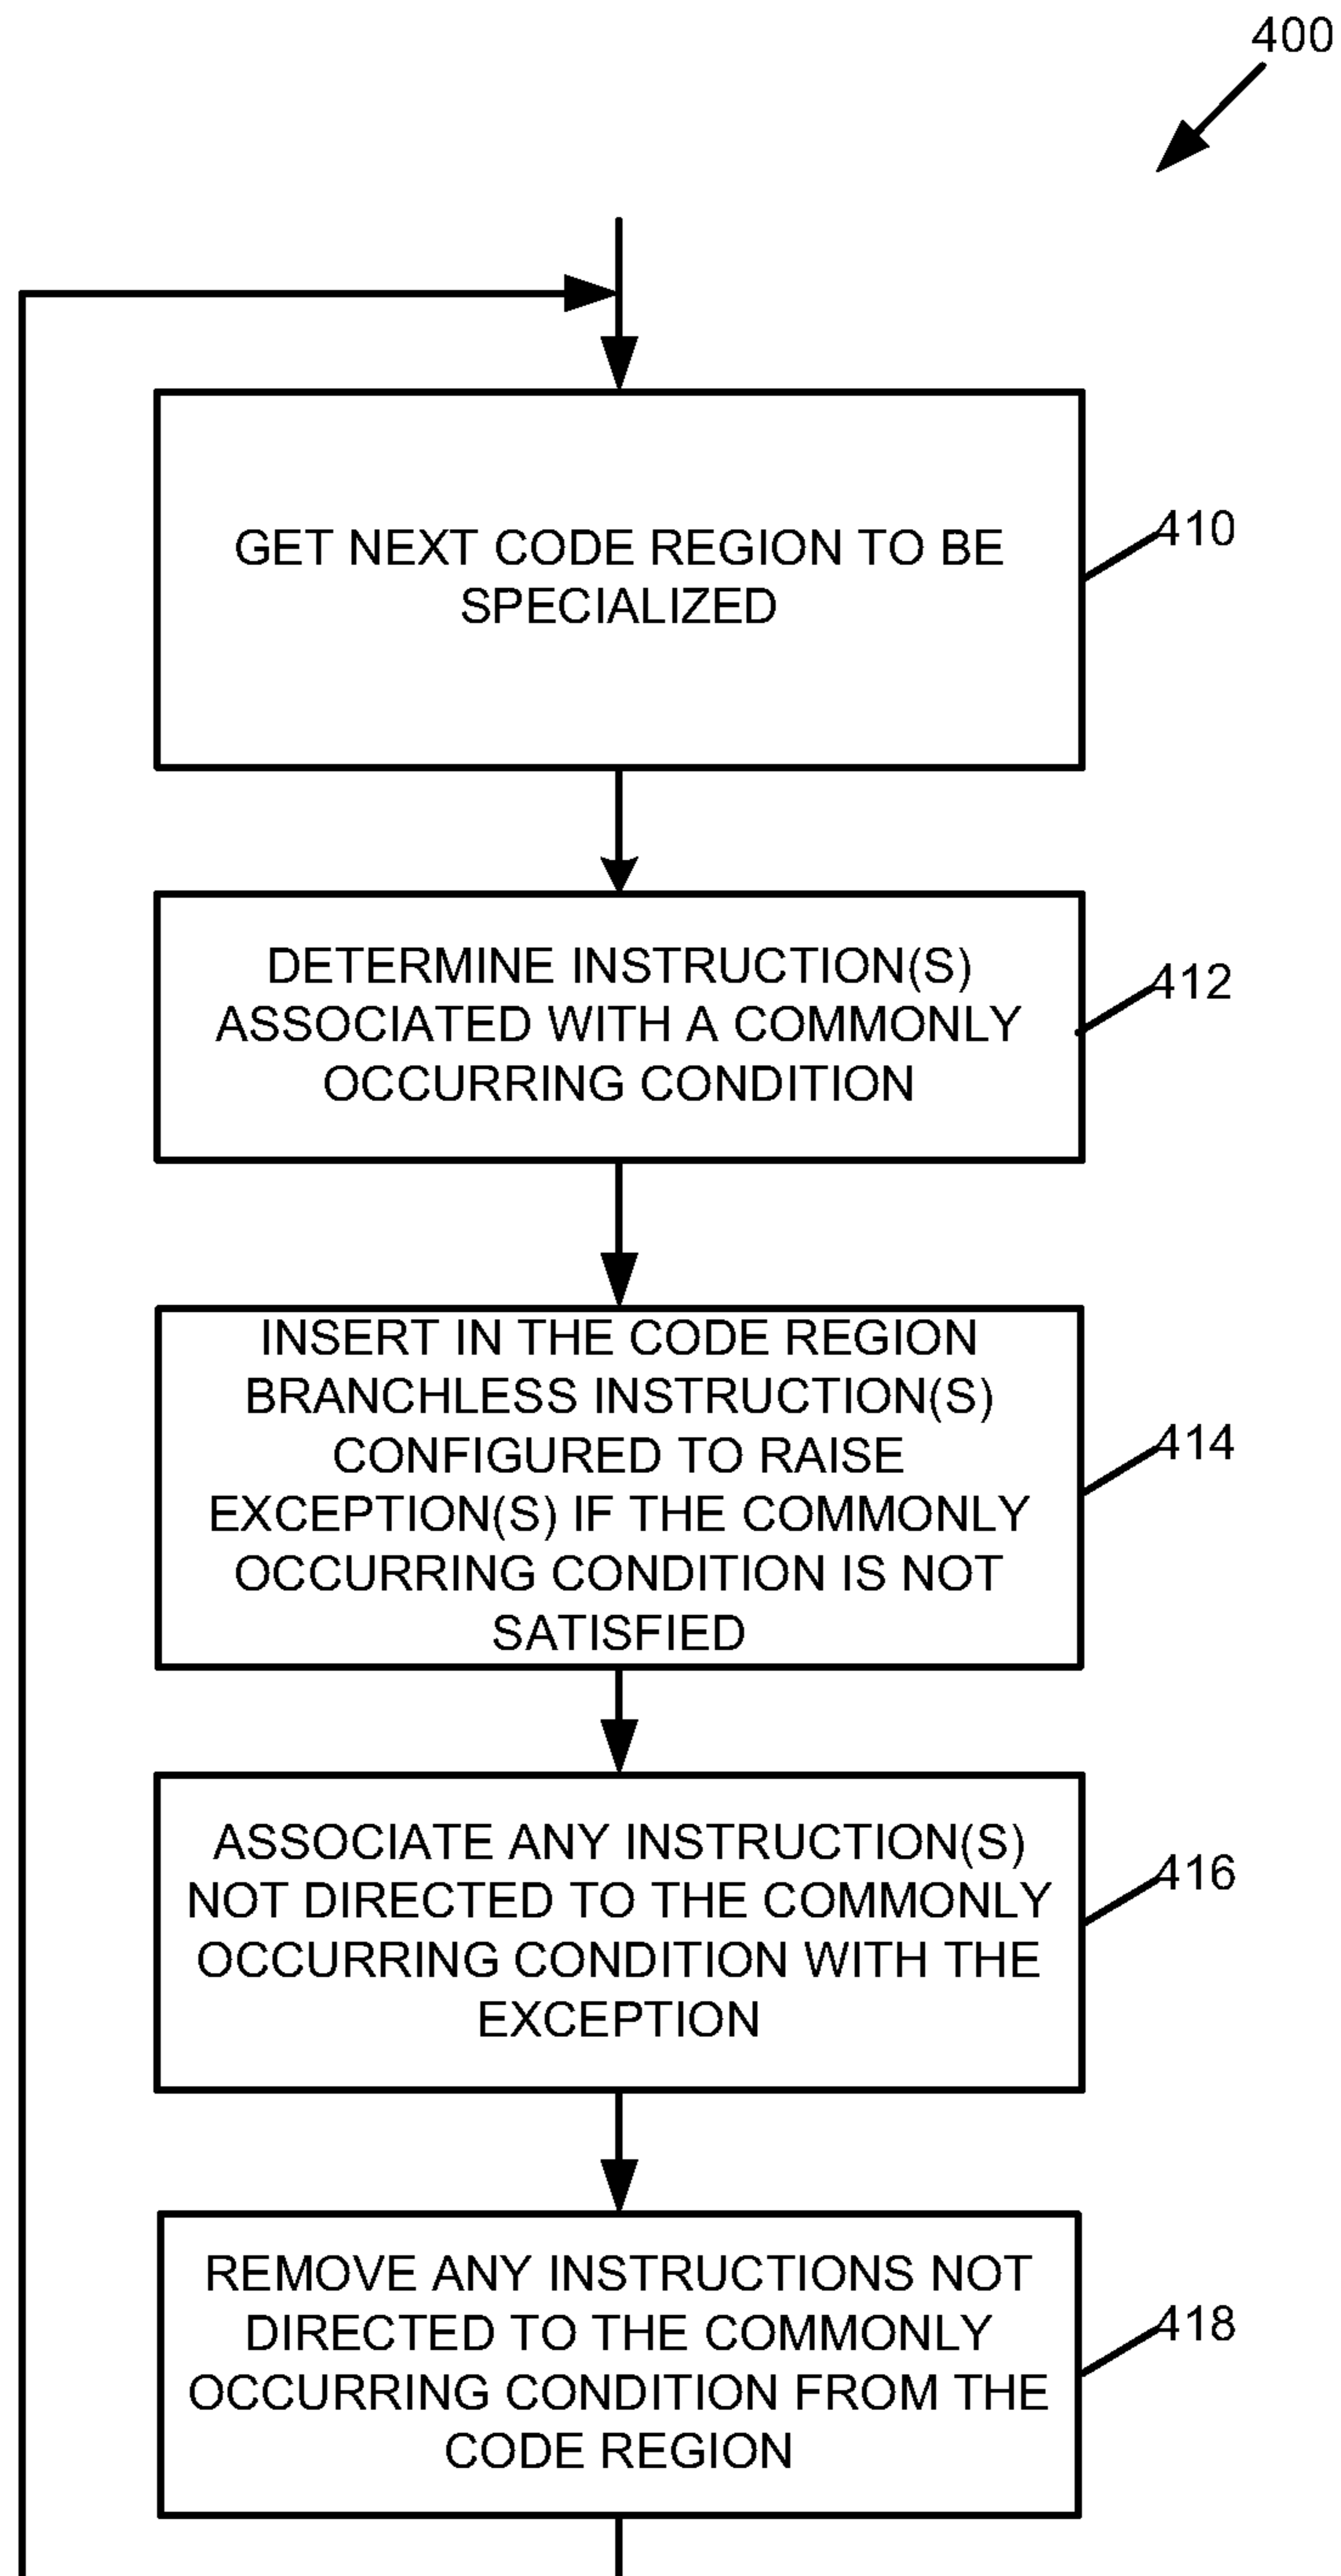 400
GET NEXT CODE REGION TO BE
SPECIALIZED
410
DETERMINE INSTRUCTION(S)
ASSOCIATED WITH A COMMONLY
OCCURRING CONDITION
412
INSERT IN THE CODE REGION
BRANCHLESS INSTRUCTION(S)
CONFIGURED TO RAISE
EXCEPTION(S) IF THE COMMONLY
OCCURRING CONDITION IS NOT
SATISFIED
414
ASSOCIATE ANY INSTRUCTION(S)
NOT DIRECTED TO THE COMMONLY
OCCURRING CONDITION WITH THE
EXCEPTION
416
REMOVE ANY INSTRUCTIONS NOT
DIRECTED TO THE COMMONLY
OCCURRING CONDITION FROM THE
CODE REGION
418